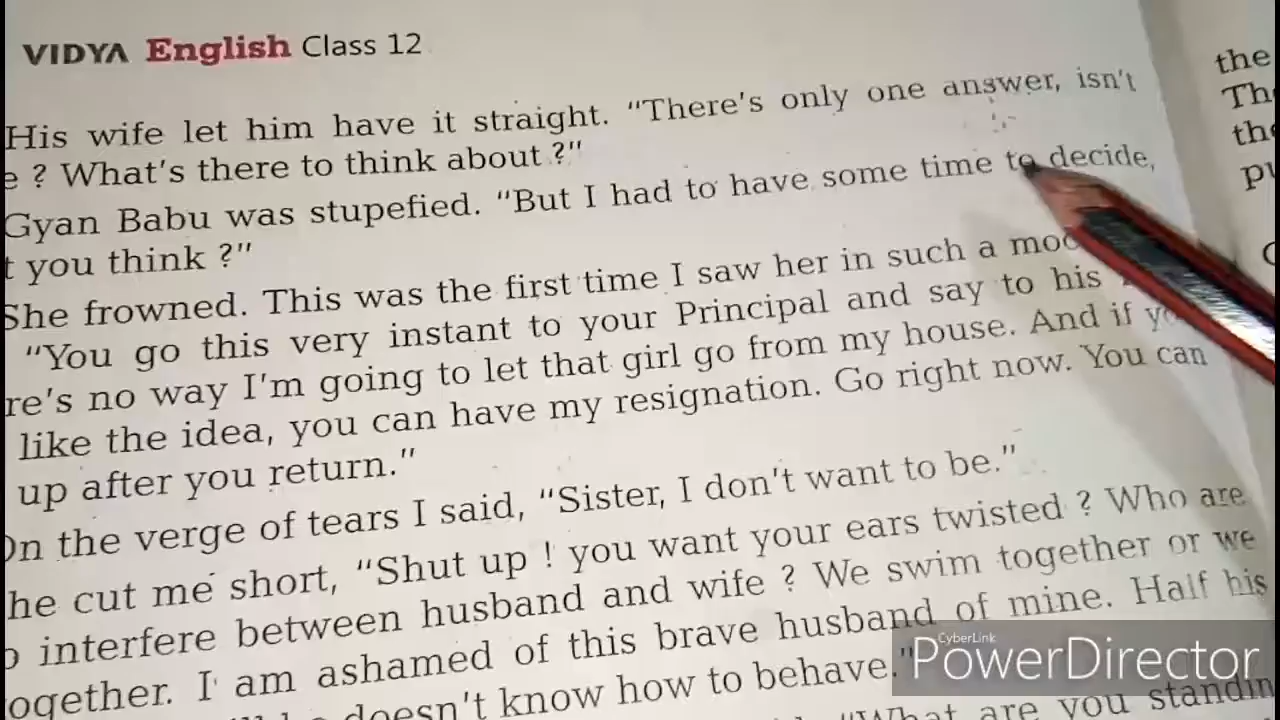 VIDYA English Class 12
His wife let him have it straight. "There's only one answer, isn't
e ? What's there to think about ?"
Gyan Babu was stupefied. "But I had to have some time to decide,
t you think ?"
She frowned. This was the first time I saw her in such a
"You go this very instant to your Principal and say to his
re's no way I'm going to let that girl go from my house. And if
like the idea, you can have my resignation. Go right now. You can
up after you return."
On the verge of tears I said, "Sister, I don't want to be."
he cut me short, "Shut up ! you want your ears twisted ? Who are
o interfere between husband and wife ? We swim together or we
ogether. I am ashamed of this brave husband of mine. Half his
doesn't know how to behave."
"What are you standin
the
Th
th
pu
CyberLink
PowerDirector